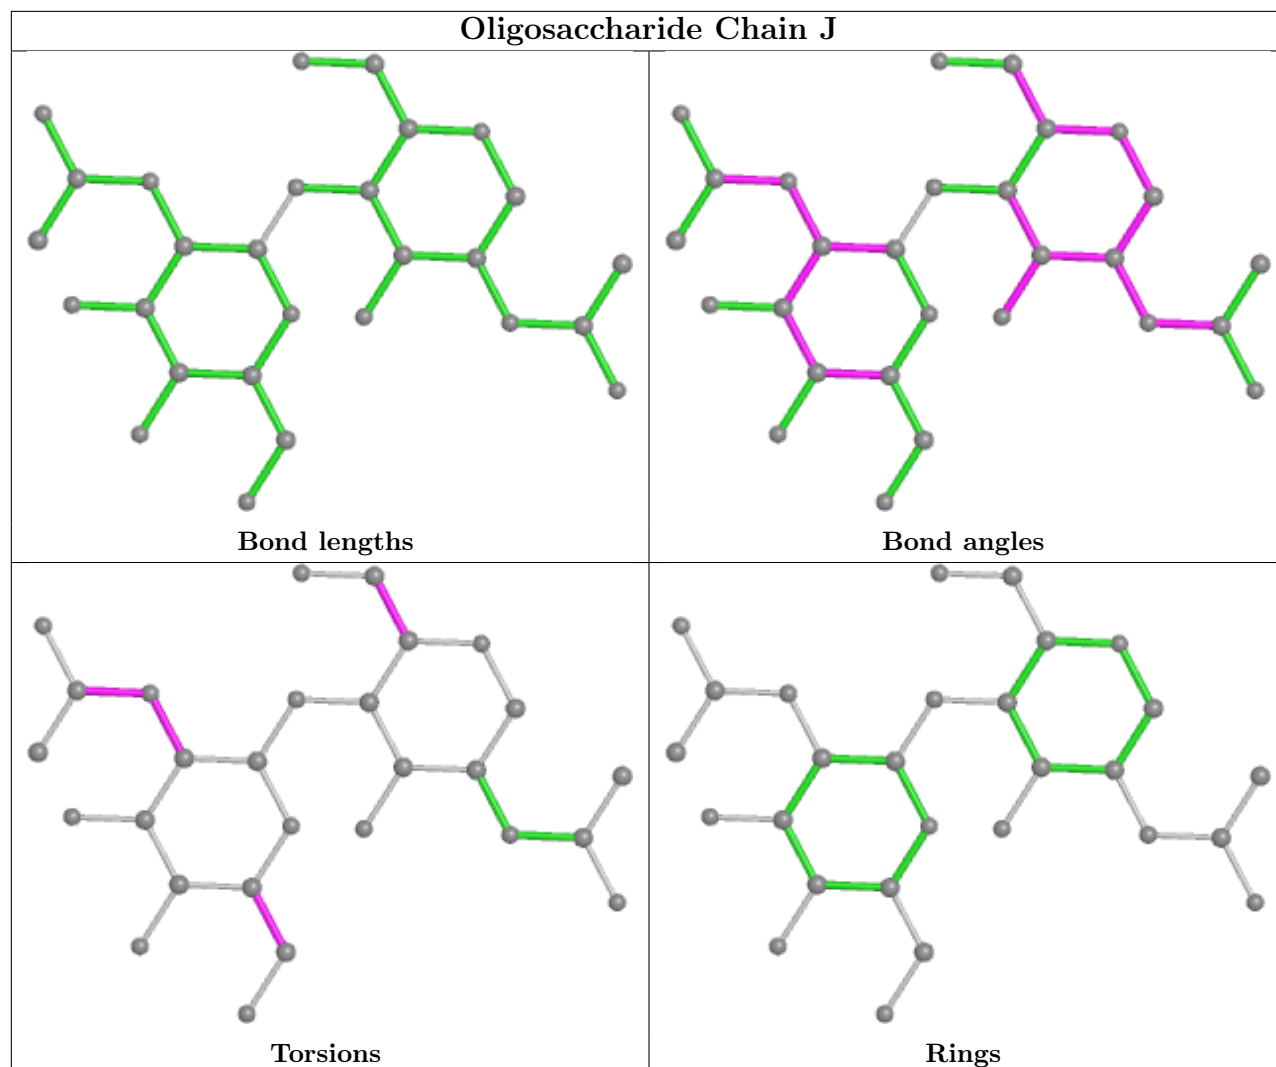 Oligosaccharide Chain J
Bond lengths
Bond angles
Torsions
Rings